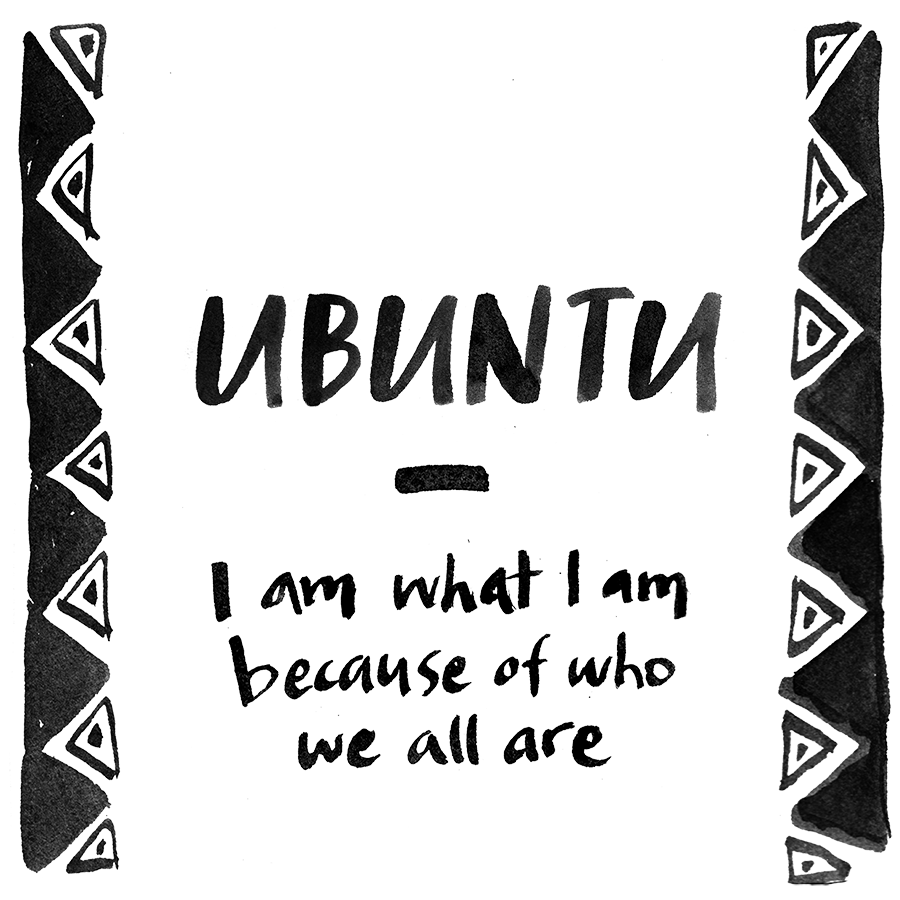 UBUNTU
-
I am what I am
because of who
we all are